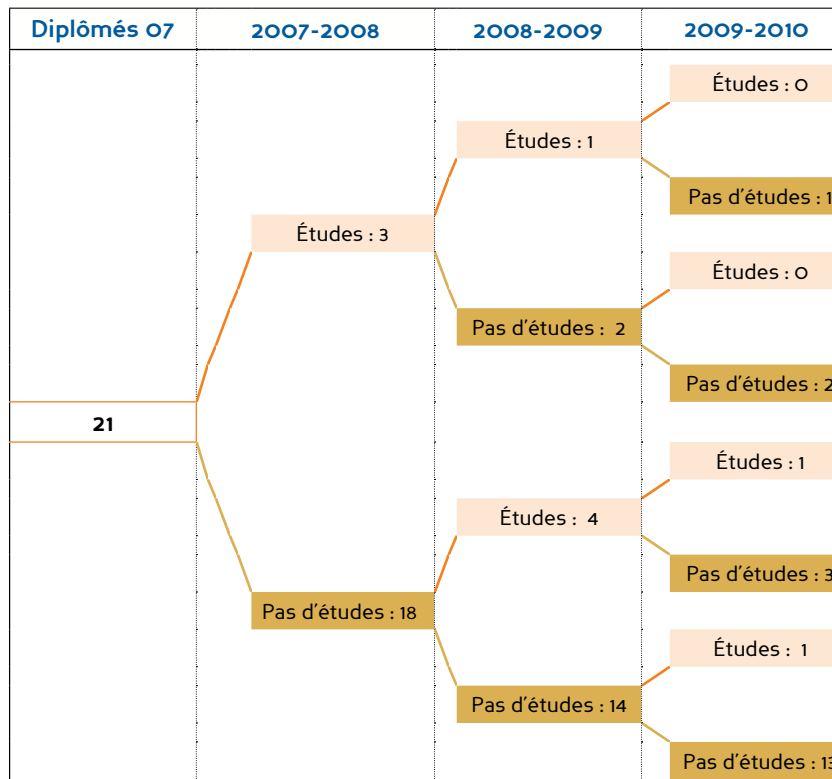 Diplômés 07 2007-2008 2008-2009 2009-2010
Études : 0
Études : 1
Pas d'études : 1
Études : 3
Études : 0
Pas d'études : 2
Pas d'études : 2
21
Études : 1
Études : 4
Pas d'études : 3
Pas d'études : 18
Études : 1
Pas d'études : 14
Pas d'études : 13